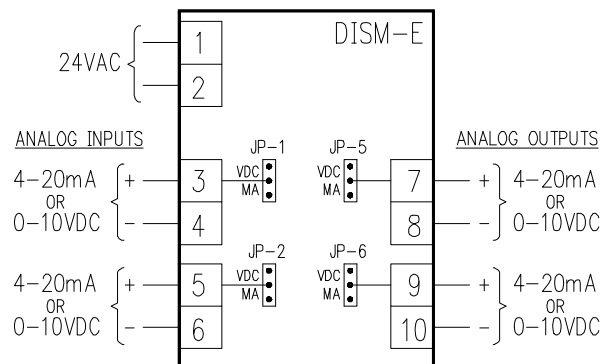 DISM-E
24VAC
1
2
ANALOG INPUTS
ANALOG OUTPUTS
JP-1
JP-5
4-20mA
OR
0-10VDC
+
-
3
4
VDC
MA
VDC
MA
7
8
+
-
4-20mA
OR
0-10VDC
JP-2
JP-6
4-20mA
OR
0-10VDC
+
-
5
6
VDC
MA
VDC
MA
9
10
+
-
4-20mA
OR
0-10VDC